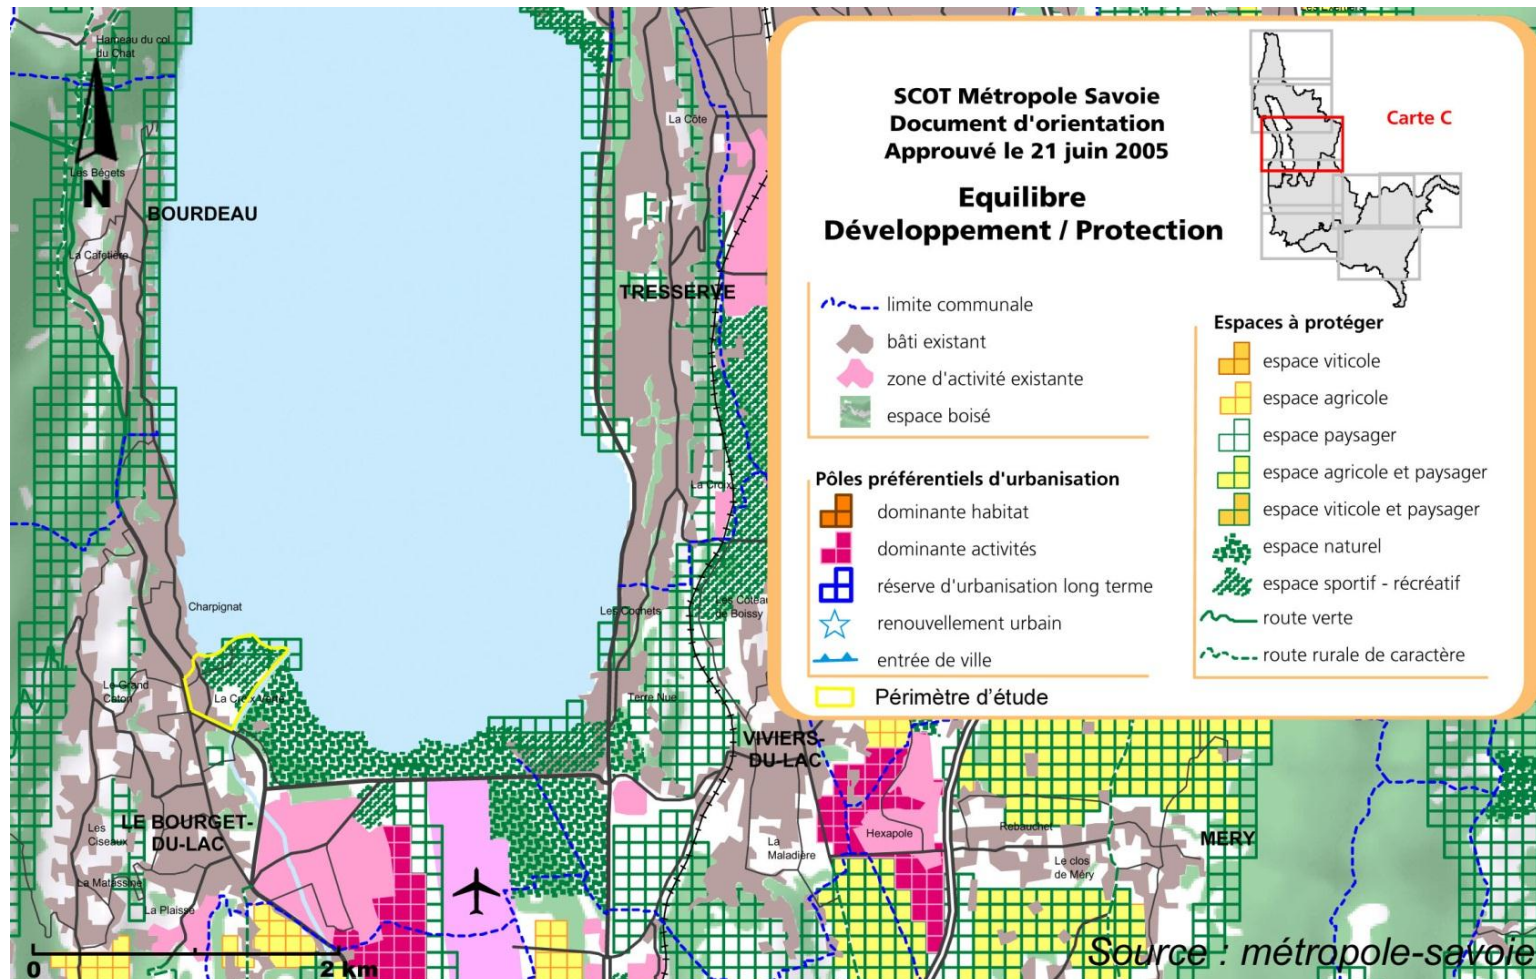 Hameau du col
du Chat
Les Bégets
N
BOURDEAU
La Cafetière
Charpignat
La Côte
TRESSERVE
La Croix
Les Cochets
de Boissy
Terre Nue
Le Grand
Caton
La Croix Verte
VIVIERS-
DU-LAC
LE BOURGET-
DU-LAC
Les
Ciseaux
La Matassine
La Plaisse
La
Maladière
Hexapole
Rebauchet
Le clos
de Méry
MERY
0
2 km
SCOT Métropole Savoie
Document d'orientation
Approuvé le 21 juin 2005
Equilibre
Développement / Protection
Carte C
limite communale
bâti existant
zone d'activité existante
espace boisé
Pôles préférentiels d'urbanisation
dominante habitat
dominante activités
réserve d'urbanisation long terme
renouvellement urbain
entrée de ville
Périmètre d'étude
Espaces à protéger
espace viticole
espace agricole
espace paysager
espace agricole et paysager
espace viticole et paysager
espace naturel
espace sportif - récréatif
route verte
route rurale de caractère
Source : métropole-savoie